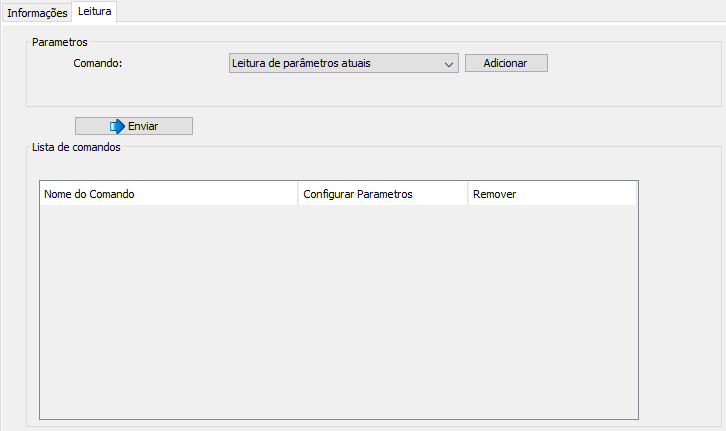 Informações Leitura
Parametros
Comando: Leitura de parâmetros atuais Adicionar
Enviar
Lista de comandos
Nome do Comando Configurar Parametros Remover